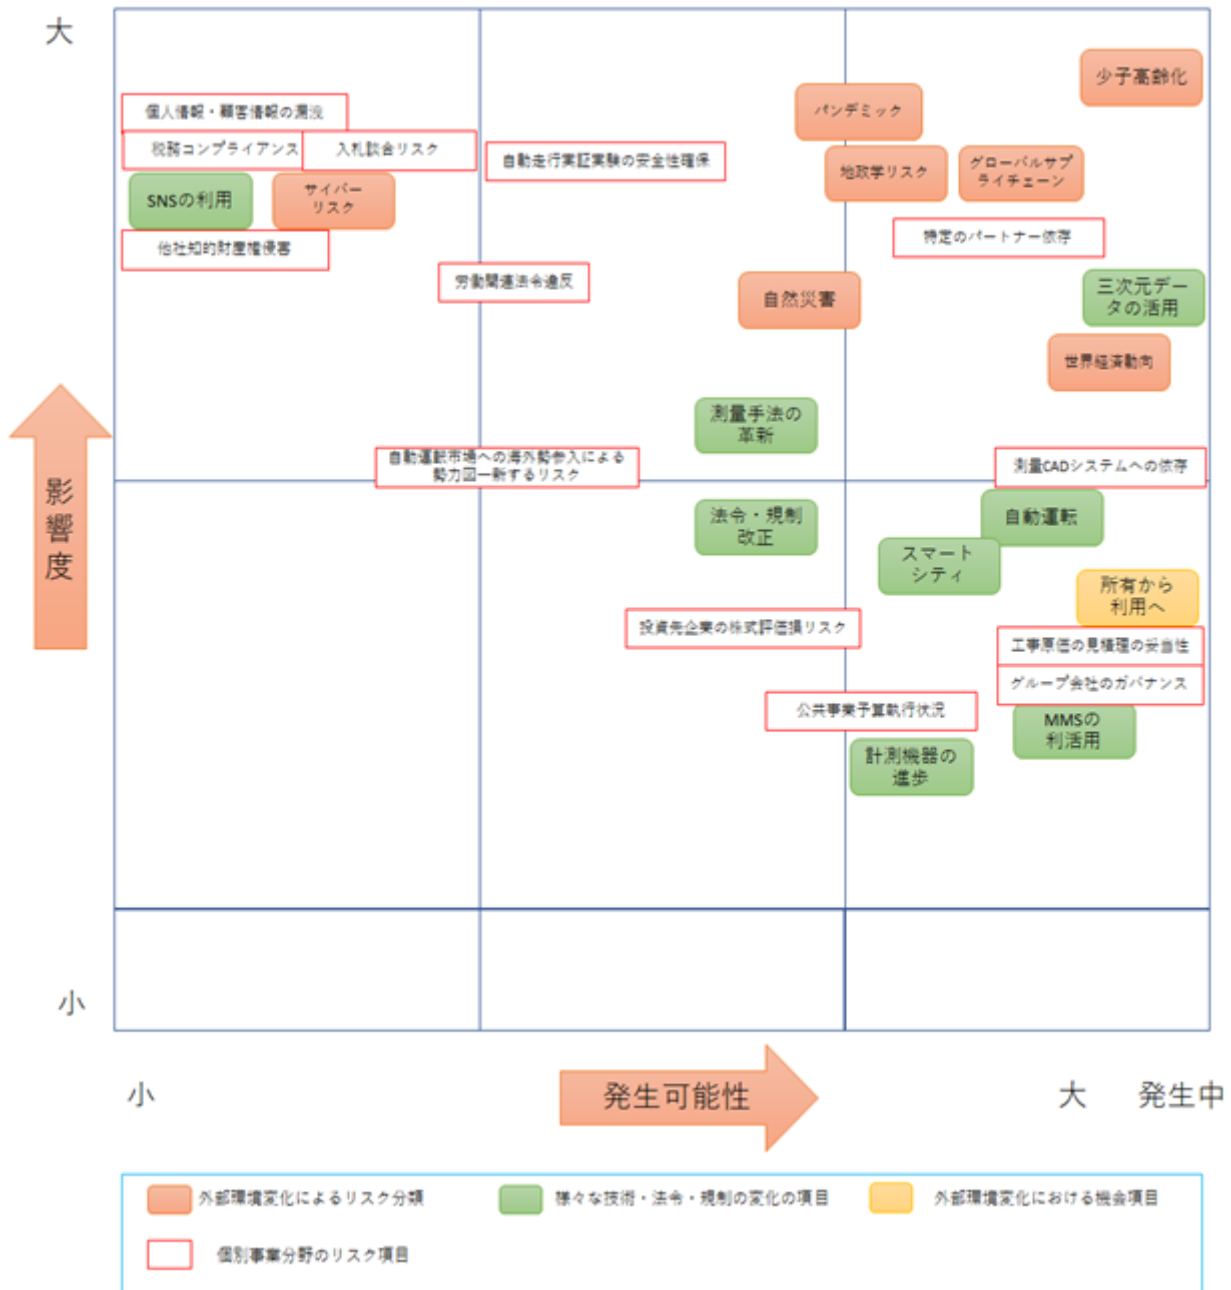 大
少子高齢化
パンデミック
個人情報・顧客情報の漏洩
税務コンプライアンス
入札談合リスク
自動走行実証実験の安全性確保
地政学リスク
グローバルサプ
ライチェーン
SNSの利用
サイバー
リスク
特定のパートナー依存
他社知的財産権侵害
労働関連法令違反
自然災害
三次元デー
タの活用
世界経済動向
測量手法の
革新
自動運転市場への海外勢参入による
勢力図一新するリスク
測量CADシステムへの依存
影響度
法令・規制
改正
自動運転
スマート
シティ
所有から
利用へ
投資先企業の株式評価損リスク
工事原価の見積理の妥当性
グループ会社のガバナンス
公共事業予算執行状況
MMSの
利活用
計測機器の
進歩
小
小
発生可能性
大
発生中
外部環境変化によるリスク分類
様々な技術・法令・規制の変化の項目
外部環境変化における機会項目
個別事業分野のリスク項目